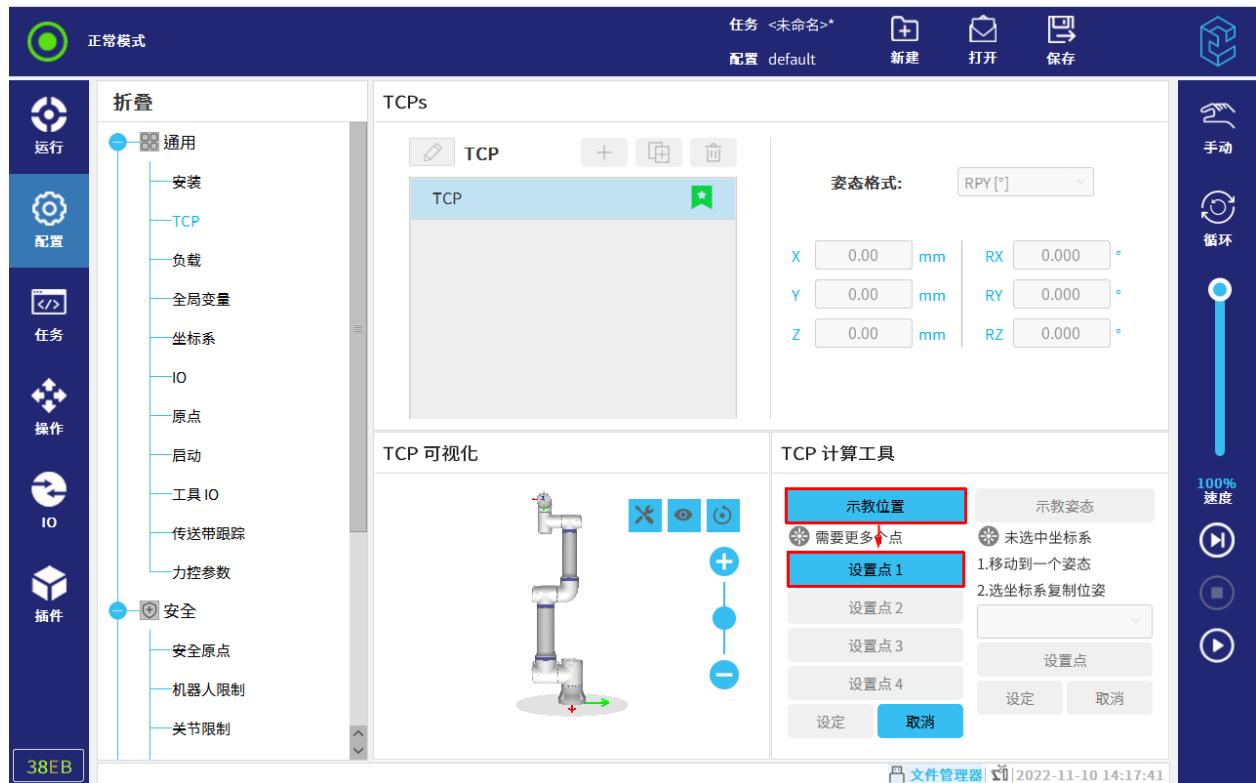 正常模式
任务 <未命名>*
配置 default
新建
打开
保存
运行
配置
任务
操作
IO
插件
38EB
折叠
通用
安装
TCP
负载
全局变量
坐标系
IO
原点
启动
工具 IO
传送带跟踪
力控参数
安全
安全原点
机器人限制
关节限制
TCPs
TCP
TCP
姿态格式:
RPY [°]
X 0.00 mm RX 0.000 °
Y 0.00 mm RY 0.000 °
Z 0.00 mm RZ 0.000 °
TCP 可视化
TCP 计算工具
示教位置
需要更多个点
设置点 1
设置点 2
设置点 3
设置点 4
设定 取消
示教姿态
未选中坐标系
1.移动到一个姿态
2.选坐标系复制位姿
设置点
设定 取消
手动
循环
100%
速度
文件管理器 2022-11-10 14:17:41